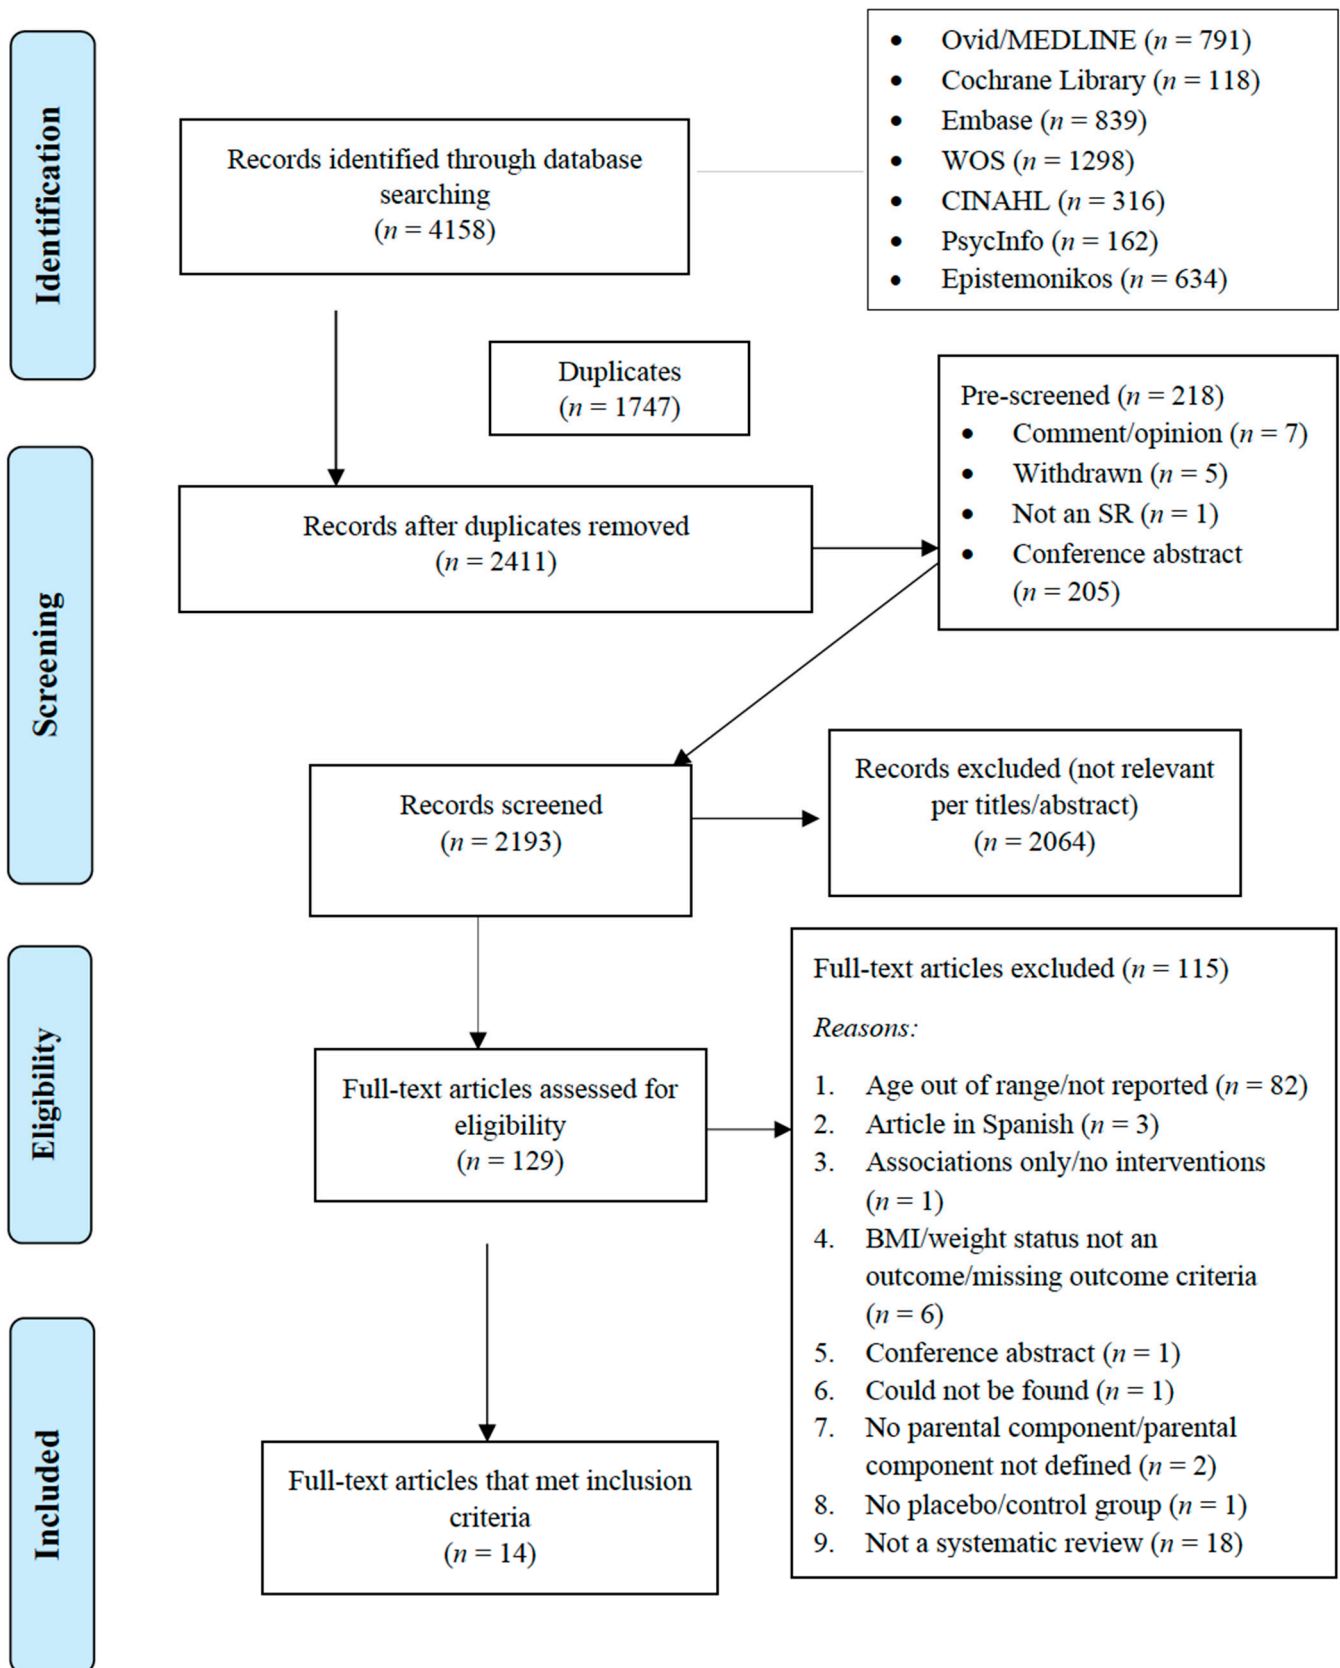 Identification
Records identified through database
searching
(n = 4158)
• Ovid/MEDLINE (n = 791)
• Cochrane Library (n = 118)
• Embase (n = 839)
• WOS (n = 1298)
• CINAHL (n = 316)
• PsycInfo (n = 162)
• Epistemonikos (n = 634)
Duplicates
(n = 1747)
Screening
Records after duplicates removed
(n = 2411)
Pre-screened (n = 218)
• Comment/opinion (n = 7)
• Withdrawn (n = 5)
• Not an SR (n = 1)
• Conference abstract
(n = 205)
Records screened
(n = 2193)
Records excluded (not relevant
per titles/abstract)
(n = 2064)
Eligibility
Full-text articles assessed for
eligibility
(n = 129)
Full-text articles excluded (n = 115)
Reasons:
1. Age out of range/not reported (n = 82)
2. Article in Spanish (n = 3)
3. Associations only/no interventions
(n = 1)
4. BMI/weight status not an
outcome/missing outcome criteria
(n = 6)
5. Conference abstract (n = 1)
6. Could not be found (n = 1)
7. No parental component/parental
component not defined (n = 2)
8. No placebo/control group (n = 1)
9. Not a systematic review (n = 18)
Included
Full-text articles that met inclusion
criteria
(n = 14)